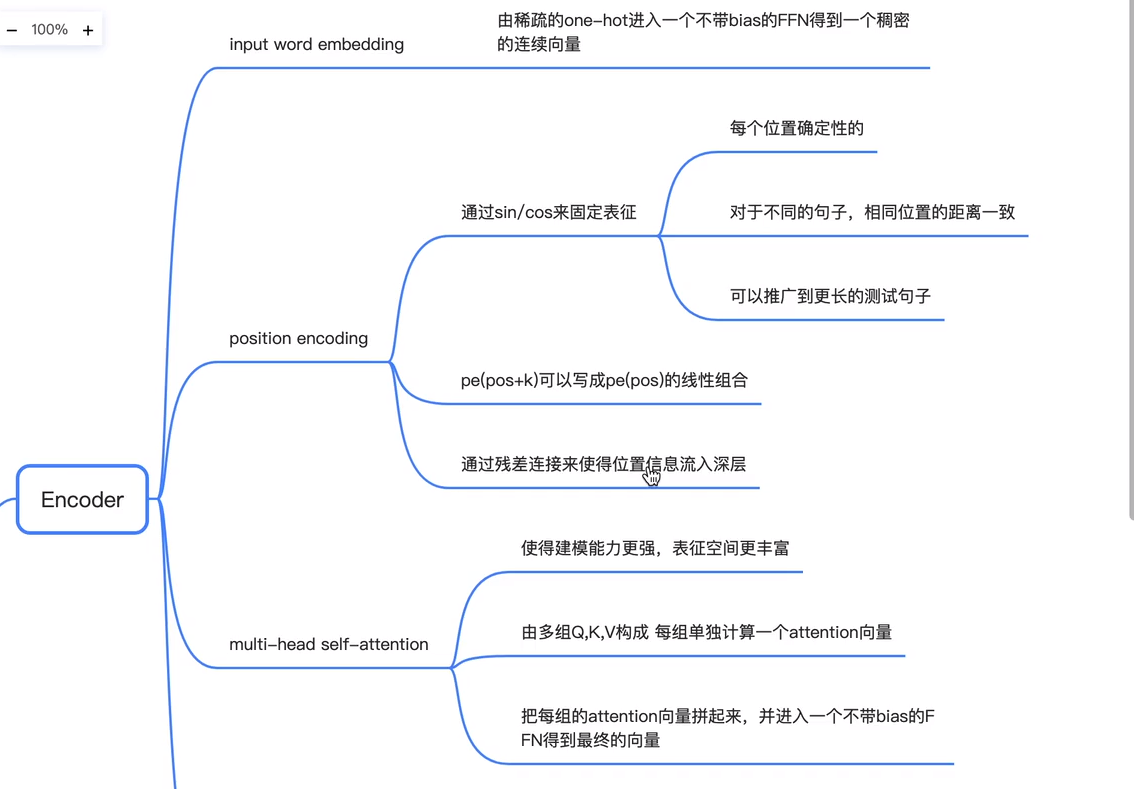 − 100% +
由稀疏的one-hot进入一个不带bias的FFN得到一个稠密
的连续向量
input word embedding
每个位置确定性的
通过sin/cos来固定表征
对于不同的句子，相同位置的距离一致
可以推广到更长的测试句子
position encoding
pe(pos+k)可以写成pe(pos)的线性组合
通过残差连接来使得位置信息流入深层
Encoder
使得建模能力更强，表征空间更丰富
由多组Q,K,V构成 每组单独计算一个attention向量
multi-head self-attention
把每组的attention向量拼起来，并进入一个不带bias的F
FN得到最终的向量